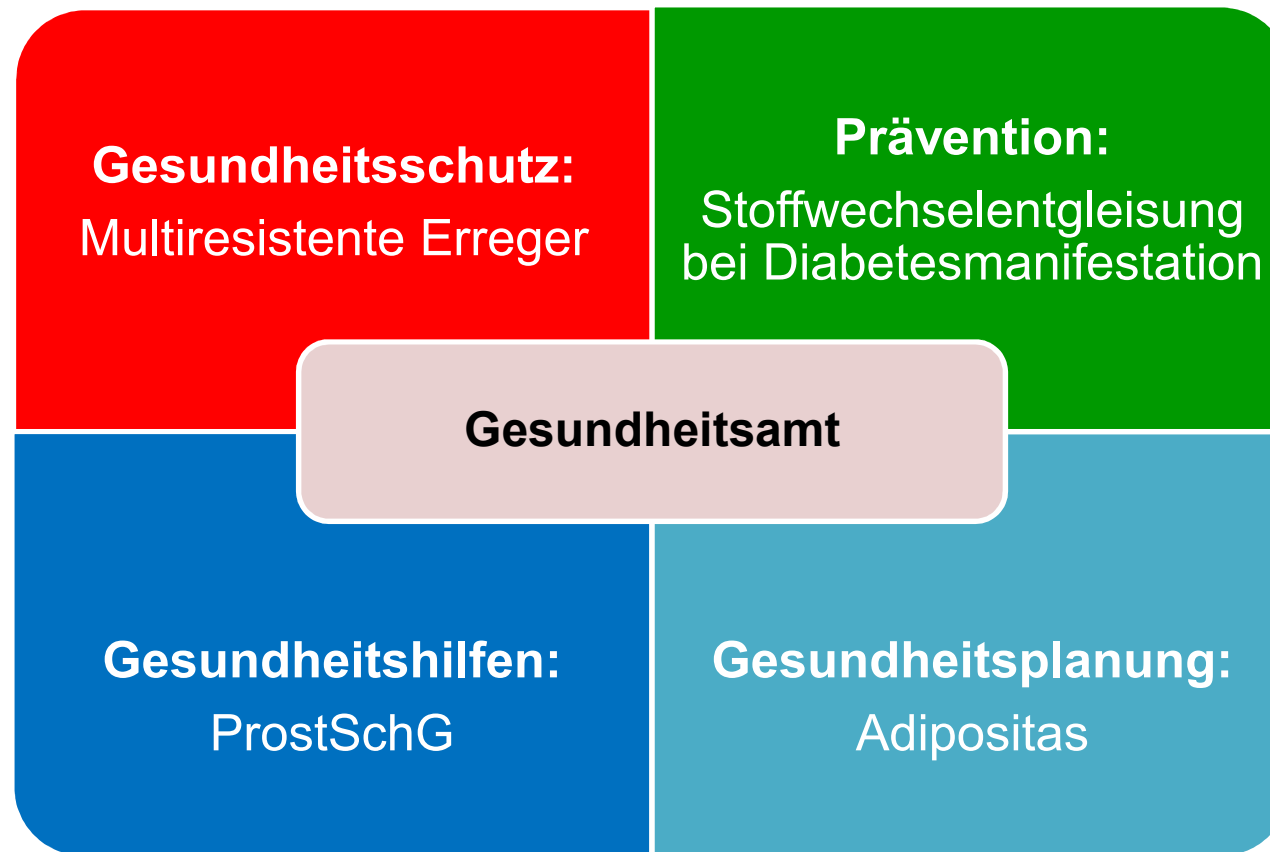 Gesundheitsschutz:
Multiresistente Erreger
Prävention:
Stoffwechselentgleisung
bei Diabetesmanifestation
Gesundheitsamt
Gesundheitshilfen:
ProstSchG
Gesundheitsplanung:
Adipositas